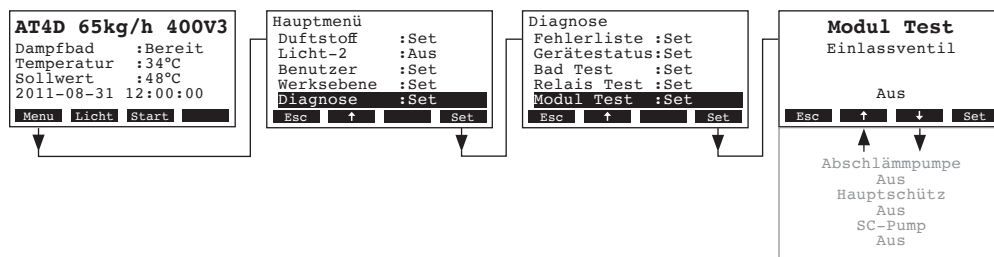 AT4D 65kg/h 400V3
Dampfbad :Bereit
Temperatur :34°C
Sollwert :48°C
2011-08-31 12:00:00
Menu Licht Start
Hauptmenü
Duftstoff :Set
Licht-2 :Aus
Benutzer :Set
Werksebene :Set
Diagnose :Set
Esc ↑ Set
Diagnose
Fehlerliste :Set
Gerätestatus:Set
Bad Test :Set
Relais Test :Set
Modul Test :Set
Esc ↑ Set
Modul Test
Einlassventil
Aus
Esc ↑ ↓ Set
Abschlämmpumpe
Aus
Hauptschütz
Aus
SC-Pump
Aus